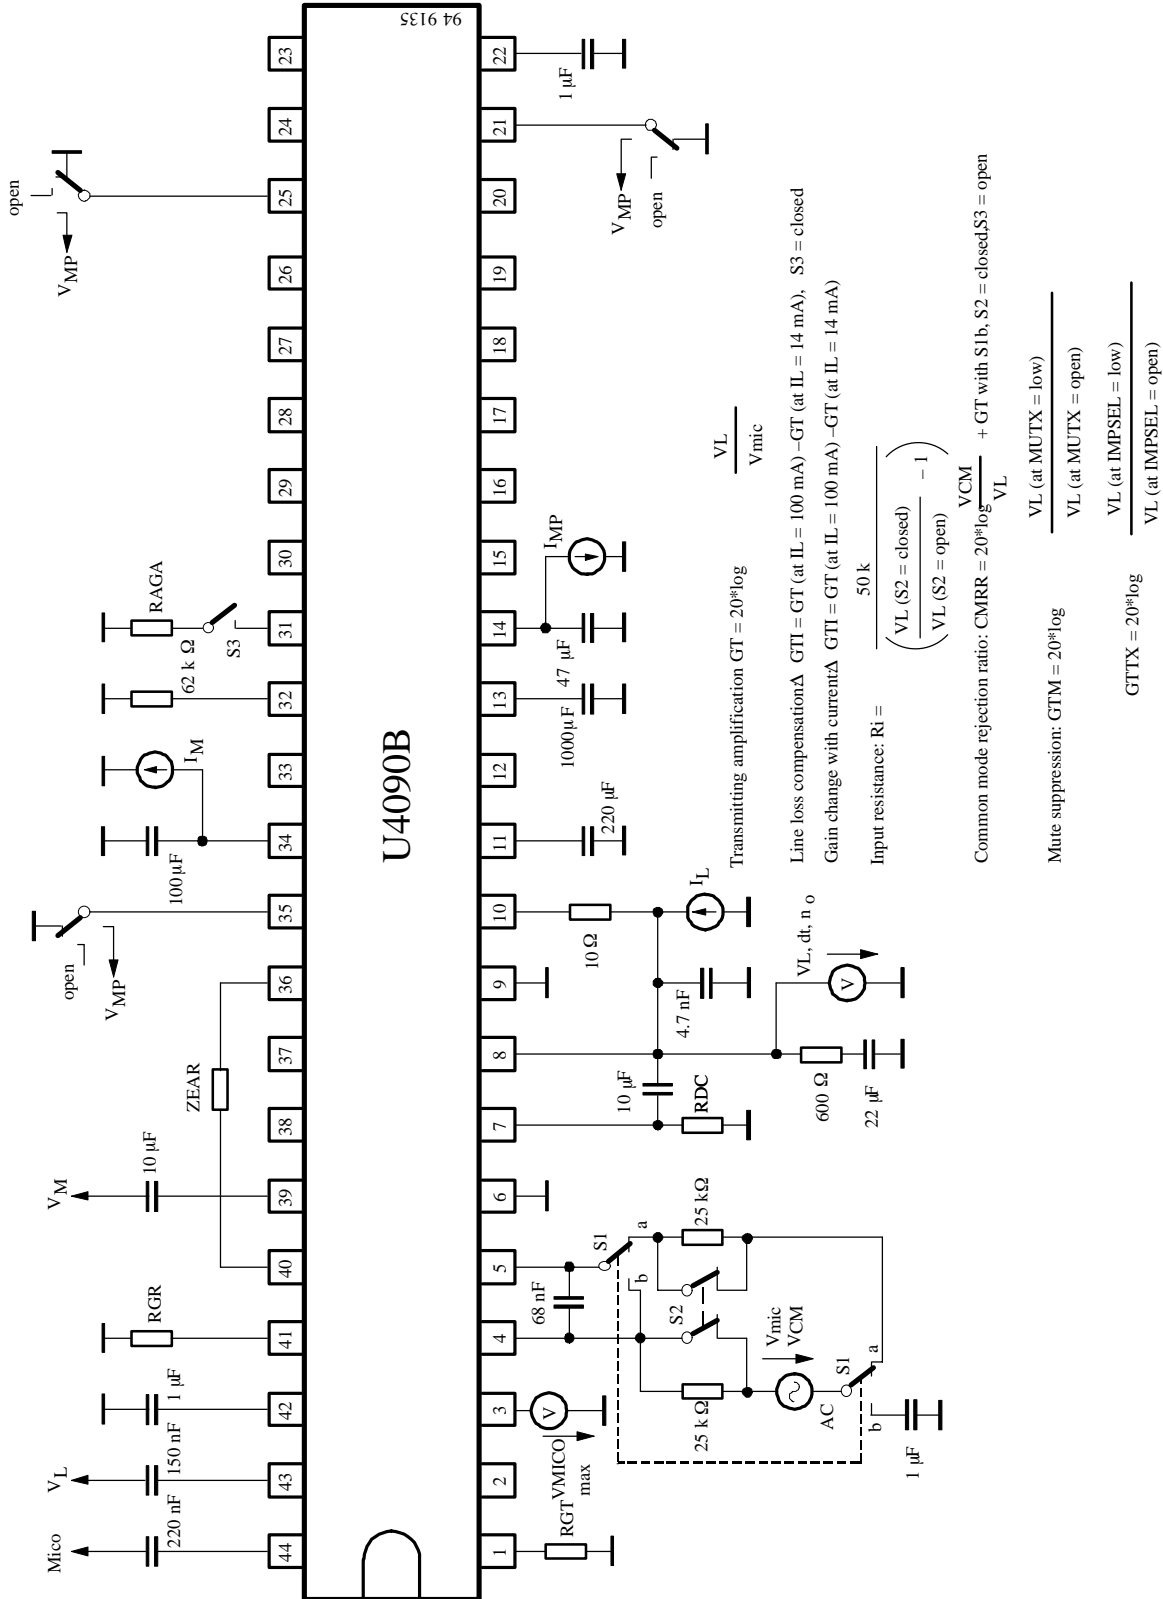 94 9135
U4090B
44
43
42
41
40
39
38
37
36
35
34
33
32
31
30
29
28
27
26
25
24
23
1
2
3
4
5
6
7
8
9
10
11
12
13
14
15
16
17
18
19
20
21
22
Mico
220 nF
VL
150 nF
1 µF
RGR
VM
10 µF
ZEAR
open
VMP
100 µF
IM
62 k Ω
RAGA
S3
VMP
open
RGT
VMICO
max
V
68 nF
S1
a
b
S2
25 kΩ
25 k Ω
Vmic
VCM
AC
S1
a
b
1 µF
10 µF
RDC
4.7 nF
10 Ω
IL
600 Ω
22 µF
V
VL, dt, n o
220 µF
1000 µF
47 µF
IMP
VMP
open
1 µF
Transmitting amplification GT = 20*log VL
Vmic
Line loss compensationΔ GTI = GT (at IL = 100 mA) –GT (at IL = 14 mA), S3 = closed
Gain change with currentΔ GTI = GT (at IL = 100 mA) –GT (at IL = 14 mA)
Input resistance: Ri = 50 k
( VL (S2 = closed)
VL (S2 = open) – 1 )
Common mode rejection ratio: CMRR = 20*log VCM
VL + GT with S1b, S2 = closed,S3 = open
Mute suppression: GTM = 20*log VL (at MUTX = low)
VL (at MUTX = open)
GTTX = 20*log VL (at IMPSEL = low)
VL (at IMPSEL = open)